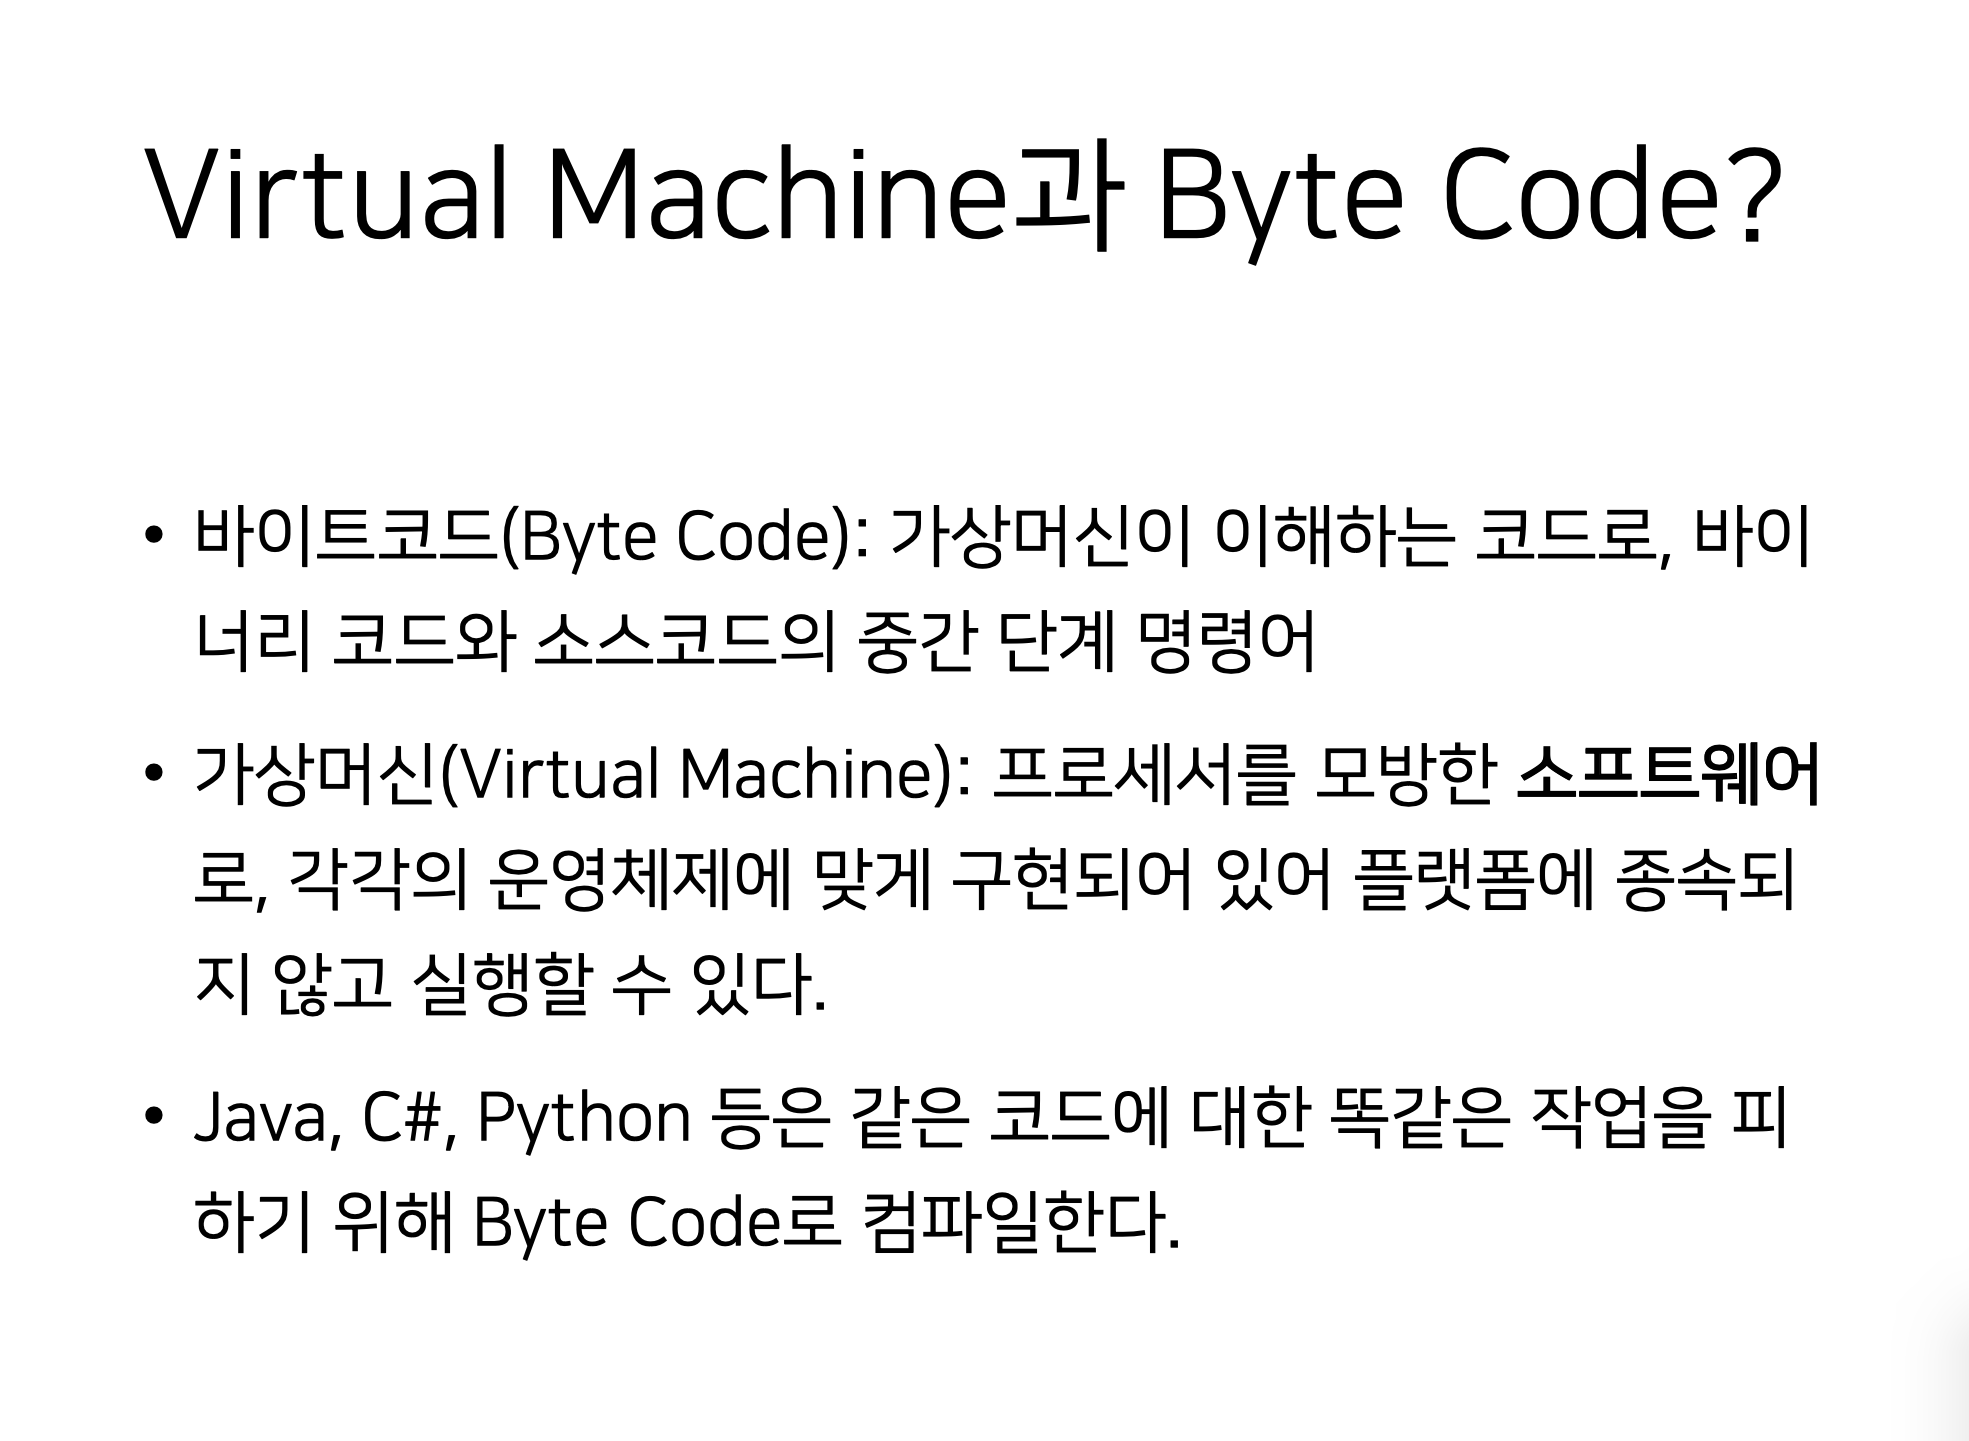 Virtual Machine과 Byte Code?
• 바이트코드(Byte Code): 가상머신이 이해하는 코드로, 바이
너리 코드와 소스코드의 중간 단계 명령어
• 가상머신(Virtual Machine): 프로세서를 모방한 소프트웨어
로, 각각의 운영체제에 맞게 구현되어 있어 플랫폼에 종속되
지 않고 실행할 수 있다.
• Java, C#, Python 등은 같은 코드에 대한 똑같은 작업을 피
하기 위해 Byte Code로 컴파일한다.